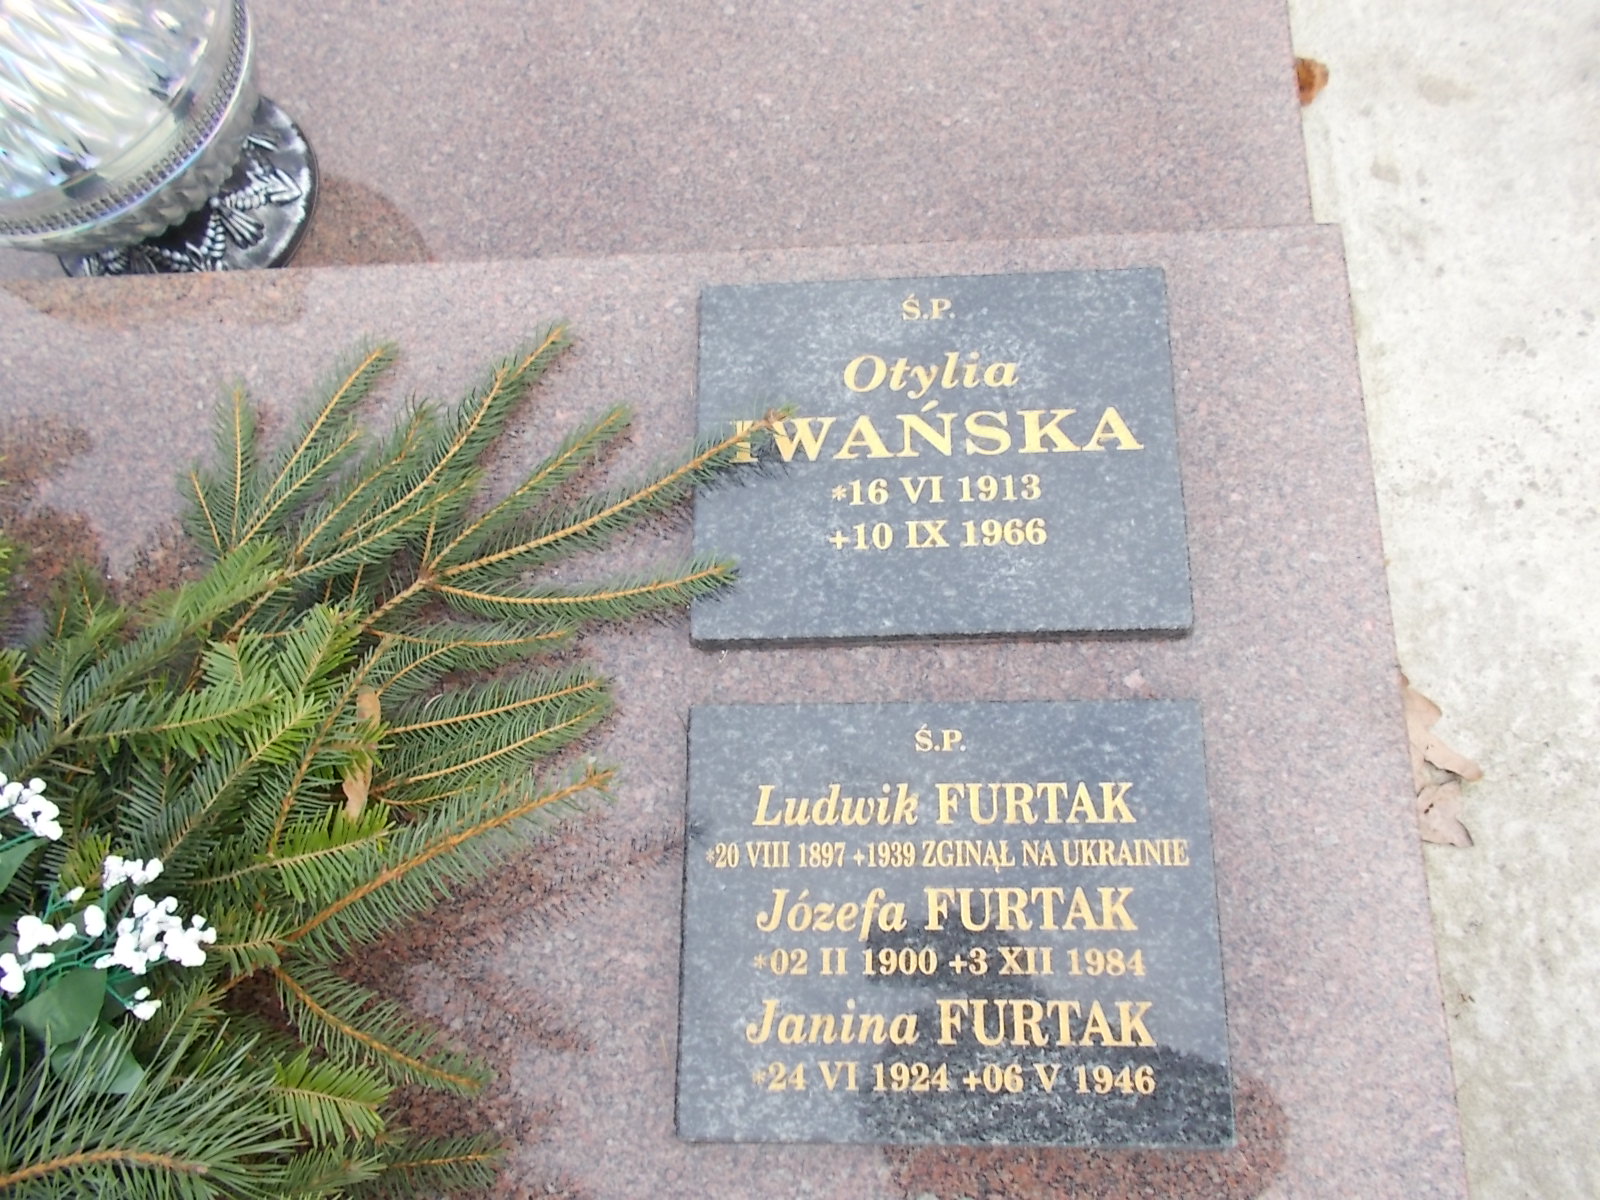 Ś.P.
Otylia
IWAŃSKA
*16 VI 1913
+10 IX 1966
Ś.P.
Ludwik FURTAK
*20 VIII 1897 +1939 ZGINĄŁ NA UKRAINIE
Józefa FURTAK
*02 II 1900 +3 XII 1984
Janina FURTAK
*24 VI 1924 +06 V 1946